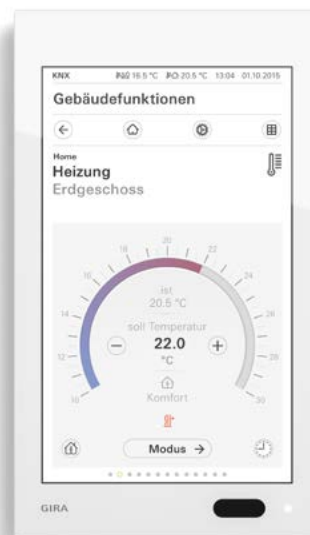 KNX 16.5 °C 20.5 °C 13:04 01.10.2015
Gebäudefunktionen
Home
Heizung
Erdgeschoss
20
18 22
16 24
14 26
12 28
10 30
ist
20.5 °C
soll Temperatur
− 22.0 +
°C
Komfort
Modus →
GIRA